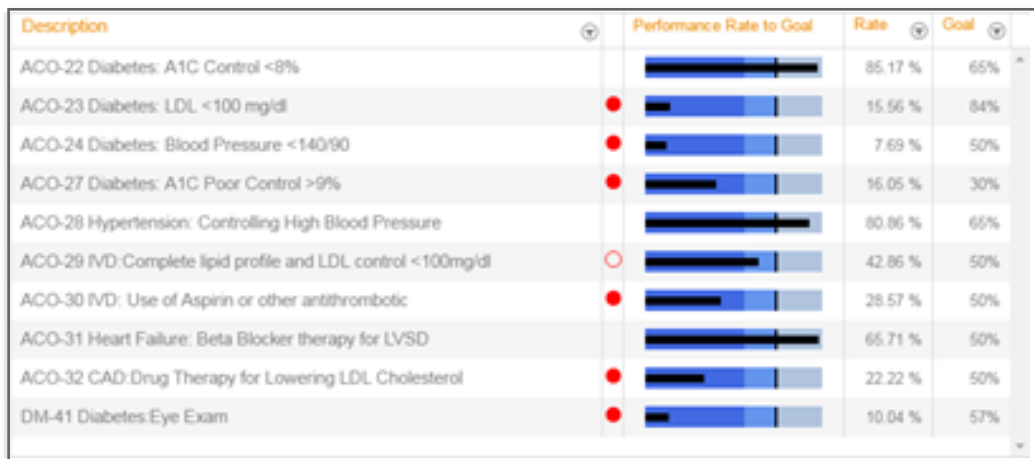 Description Performance Rate to Goal Rate Goal
ACO-22 Diabetes: A1C Control <8% 85.17 % 65%
ACO-23 Diabetes: LDL <100 mg/dl 15.56 % 84%
ACO-24 Diabetes: Blood Pressure <140/90 7.69 % 50%
ACO-27 Diabetes: A1C Poor Control >9% 16.05 % 30%
ACO-28 Hypertension: Controlling High Blood Pressure 80.86 % 65%
ACO-29 IVD:Complete lipid profile and LDL control <100mg/dl 42.86 % 50%
ACO-30 IVD: Use of Aspirin or other antithrombotic 28.57 % 50%
ACO-31 Heart Failure: Beta Blocker therapy for LVSD 65.71 % 50%
ACO-32 CAD:Drug Therapy for Lowering LDL Cholesterol 22.22 % 50%
DM-41 Diabetes:Eye Exam 10.04 % 57%